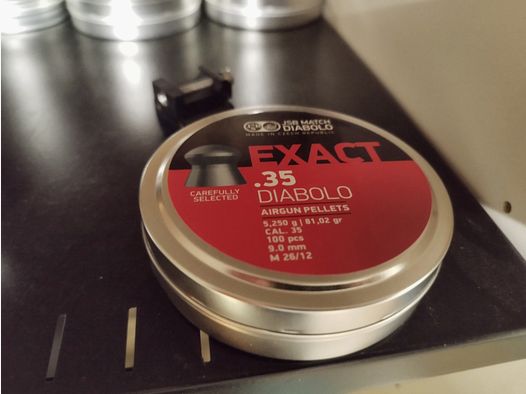 JSB MATCH
DIABOLO
MADE IN CZECH REPUBLIC
EXACT
.35
DIABOLO
CAREFULLY
SELECTED
AIRGUN PELLETS
5,250 g | 81,02 gr
CAL. 35
100 pcs
9.0 mm
M 26/12